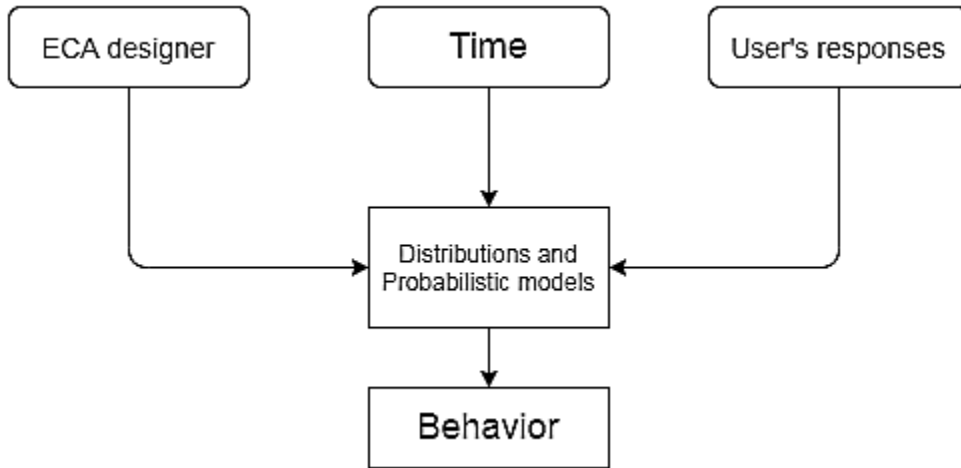 ECA designer
Time
User's responses
Distributions and
Probabilistic models
Behavior